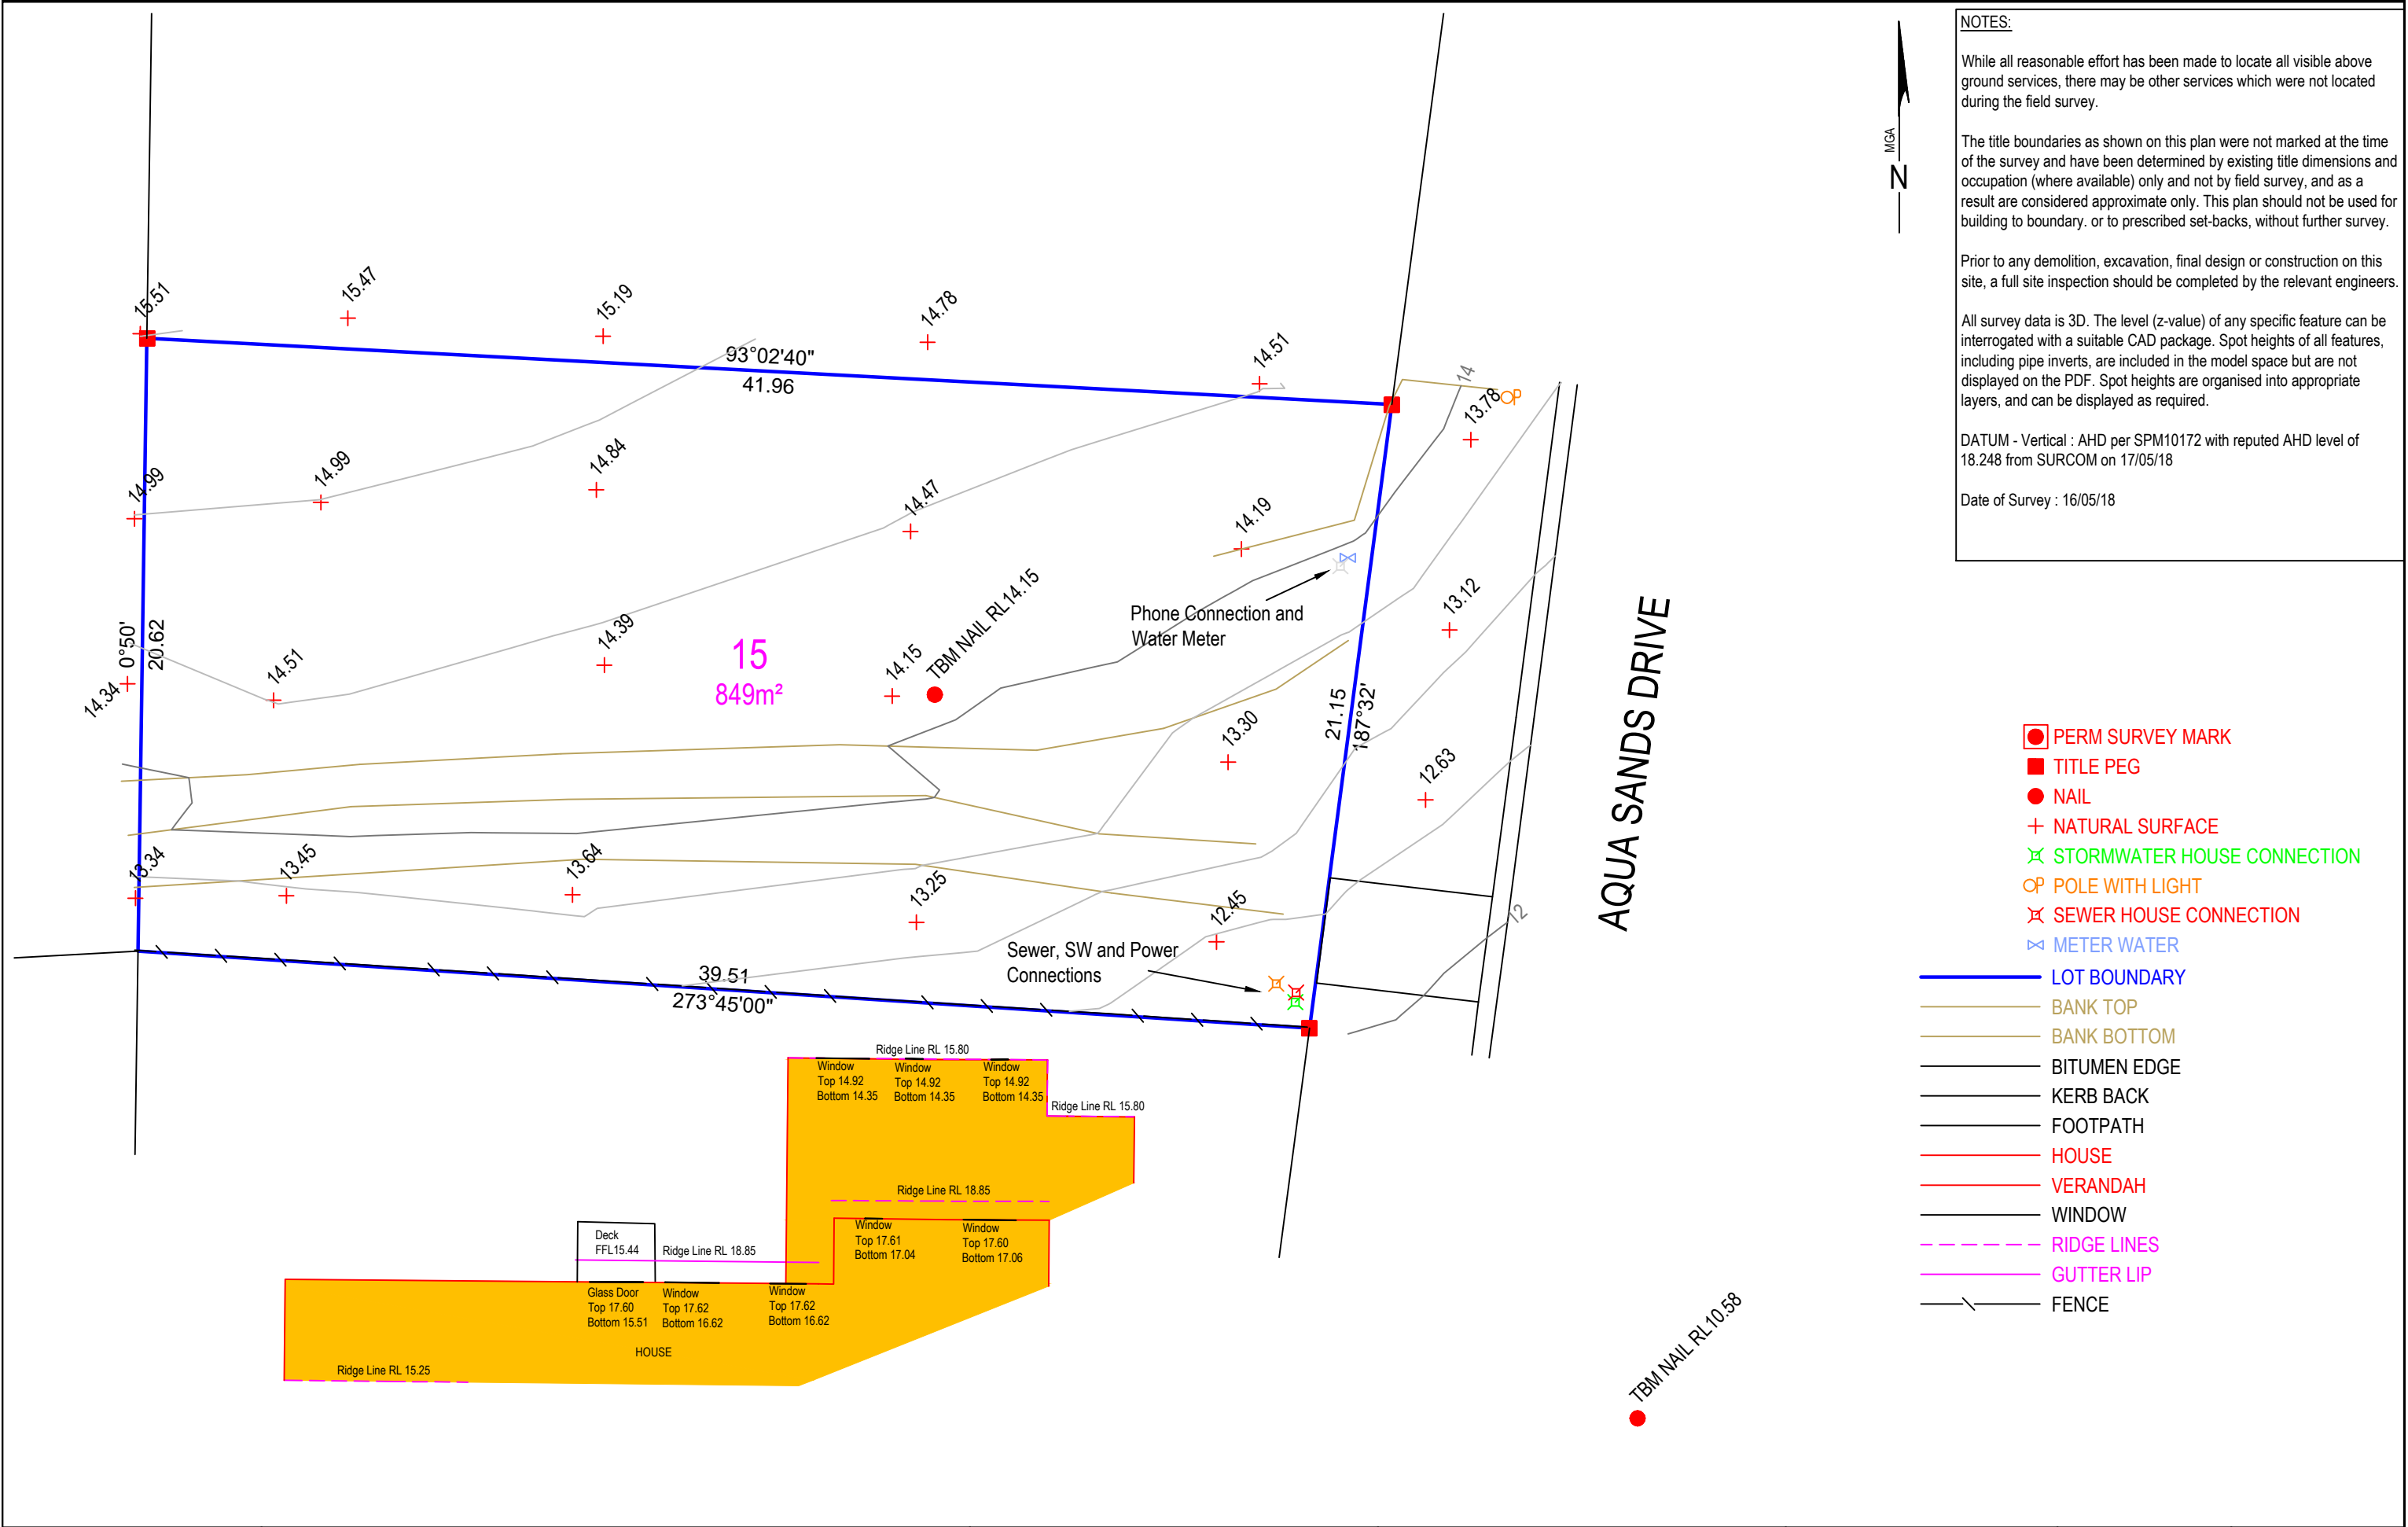 NOTES:
While all reasonable effort has been made to locate all visible above
ground services, there may be other services which were not located
during the field survey.
The title boundaries as shown on this plan were not marked at the time
of the survey and have been determined by existing title dimensions and
occupation (where available) only and not by field survey, and as a
result are considered approximate only. This plan should not be used for
building to boundary. or to prescribed set-backs, without further survey.
Prior to any demolition, excavation, final design or construction on this
site, a full site inspection should be completed by the relevant engineers.
All survey data is 3D. The level (z-value) of any specific feature can be
interrogated with a suitable CAD package. Spot heights of all features,
including pipe inverts, are included in the model space but are not
displayed on the PDF. Spot heights are organised into appropriate
layers, and can be displayed as required.
DATUM - Vertical : AHD per SPM10172 with reputed AHD level of
18.248 from SURCOM on 17/05/18
Date of Survey : 16/05/18
MGA
N
15.51
15.47
15.19
14.78
14.51
93°02'40"
41.96
14
13.78
P
14.99
14.99
14.84
14.47
14.19
Phone Connection and
Water Meter
13.12
0°50'
20.62
14.34
14.51
14.39
15
849m²
14.15
TBM NAIL RL14.15
13.30
21.15
187°32'
12.63
AQUA SANDS DRIVE
13.34
13.45
13.64
13.25
12.45
12
Sewer, SW and Power
Connections
39.51
273°45'00"
Ridge Line RL 15.80
Window
Top 14.92
Bottom 14.35
Window
Top 14.92
Bottom 14.35
Window
Top 14.92
Bottom 14.35
Ridge Line RL 15.80
Ridge Line RL 18.85
Window
Top 17.61
Bottom 17.04
Window
Top 17.60
Bottom 17.06
Deck
FFL15.44
Ridge Line RL 18.85
Glass Door
Top 17.60
Bottom 15.51
Window
Top 17.62
Bottom 16.62
Window
Top 17.62
Bottom 16.62
HOUSE
Ridge Line RL 15.25
TBM NAIL RL10.58
PERM SURVEY MARK
TITLE PEG
NAIL
NATURAL SURFACE
STORMWATER HOUSE CONNECTION
P POLE WITH LIGHT
SEWER HOUSE CONNECTION
METER WATER
LOT BOUNDARY
BANK TOP
BANK BOTTOM
BITUMEN EDGE
KERB BACK
FOOTPATH
HOUSE
VERANDAH
WINDOW
RIDGE LINES
GUTTER LIP
FENCE